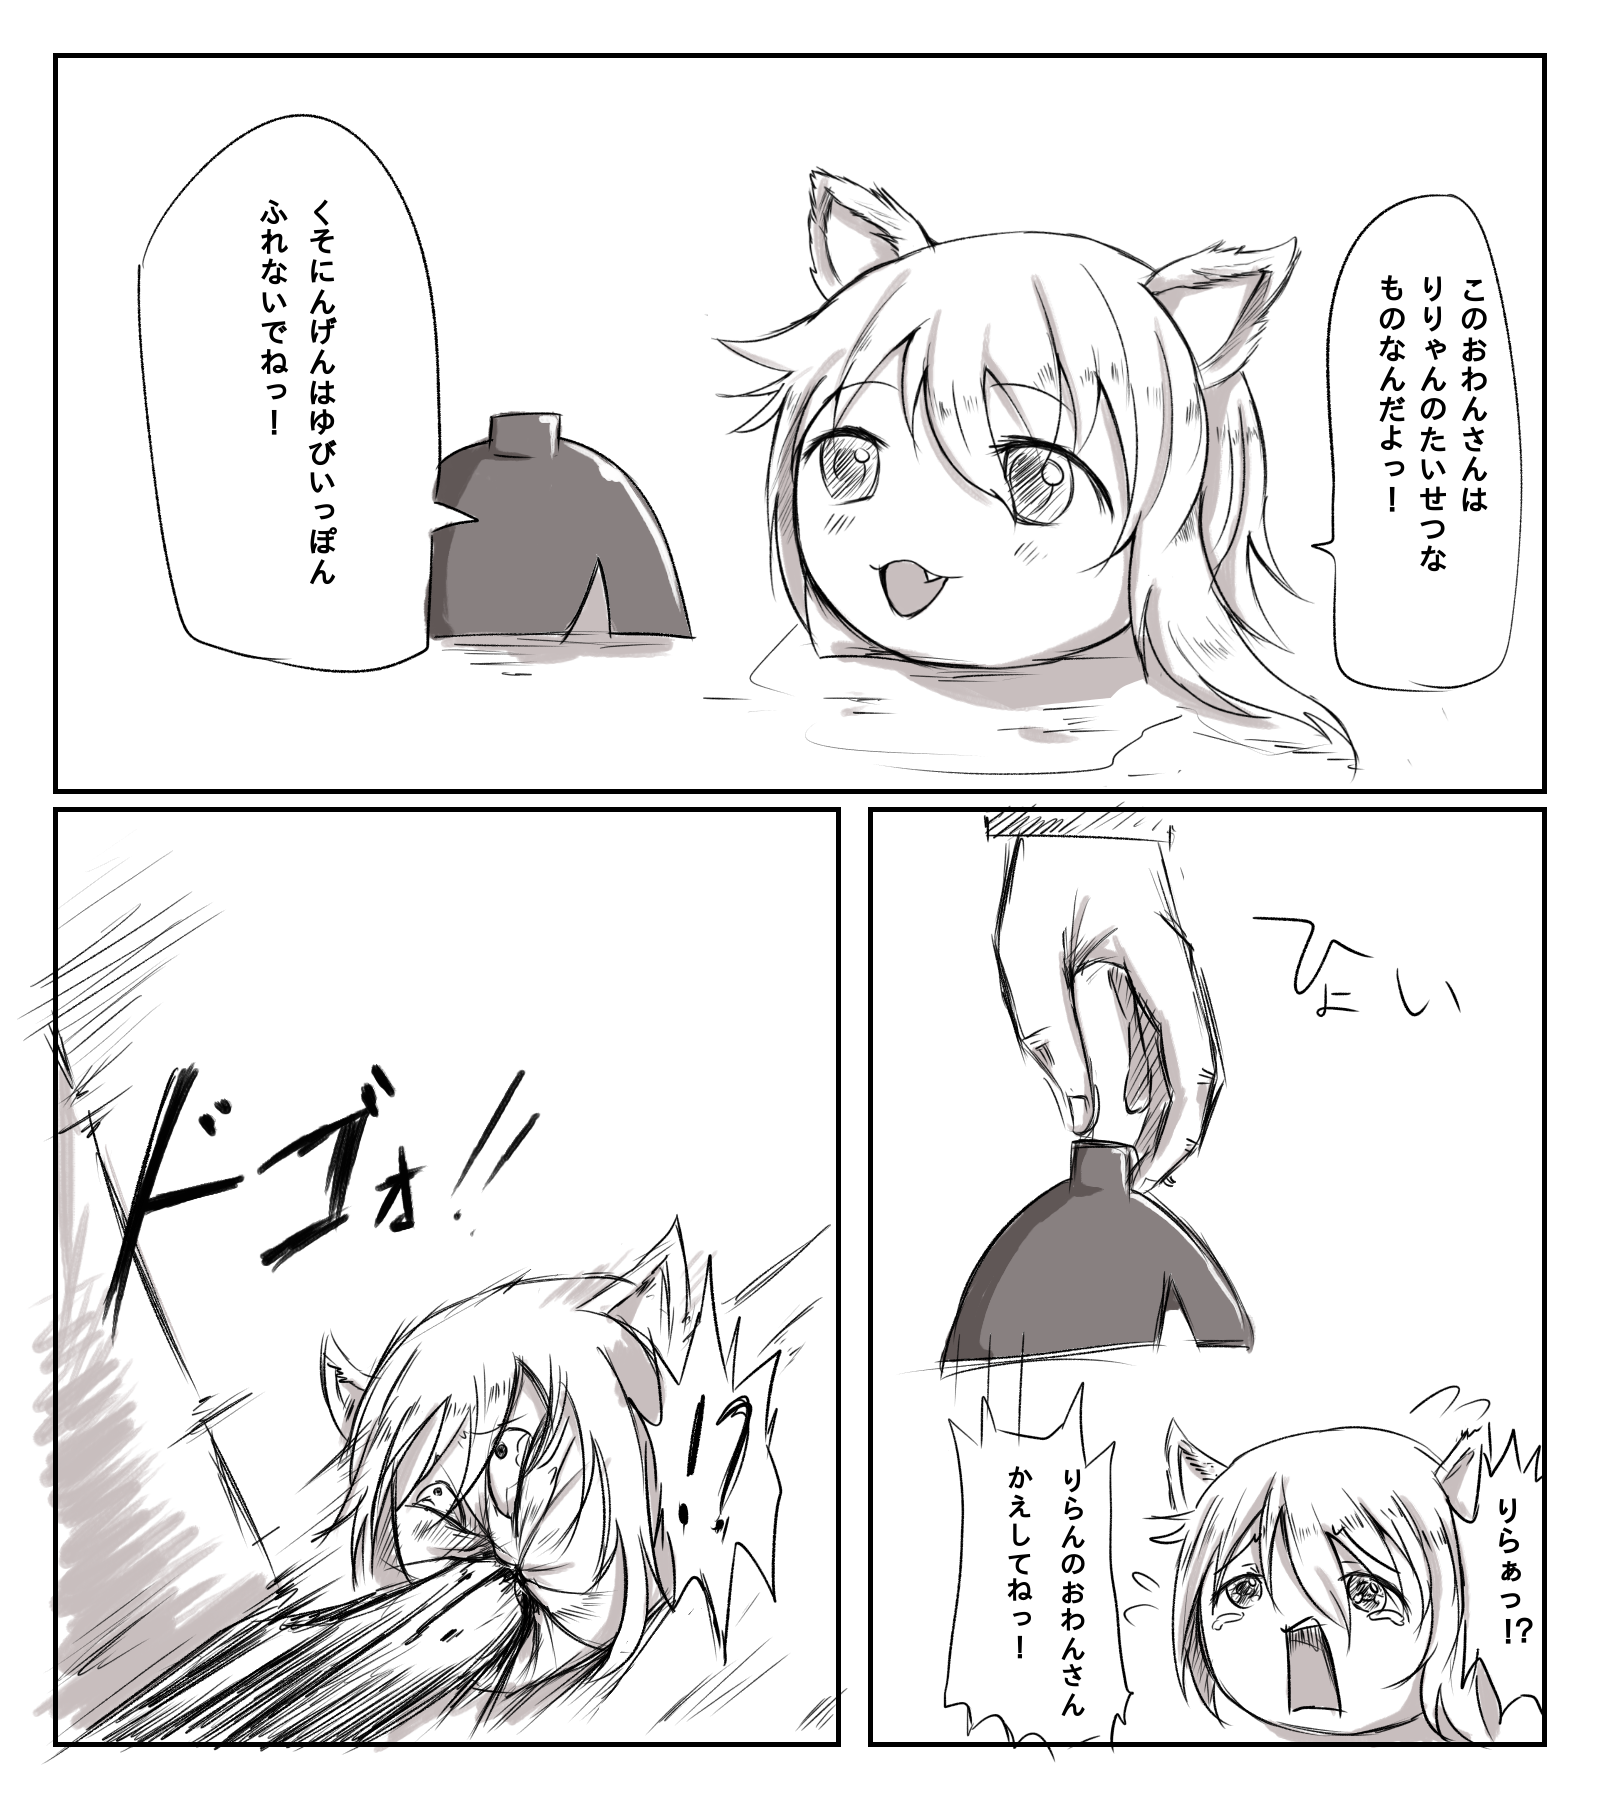 このおわんさんは
りりゃんのたいせつな
ものなんだよっ！
くそにんげんはゆびいっぽん
ふれないでねっ！
ひょい
りらぁっ!?
りらんのおわんさん
かえしてねっ！
ドゴォ!!
!?